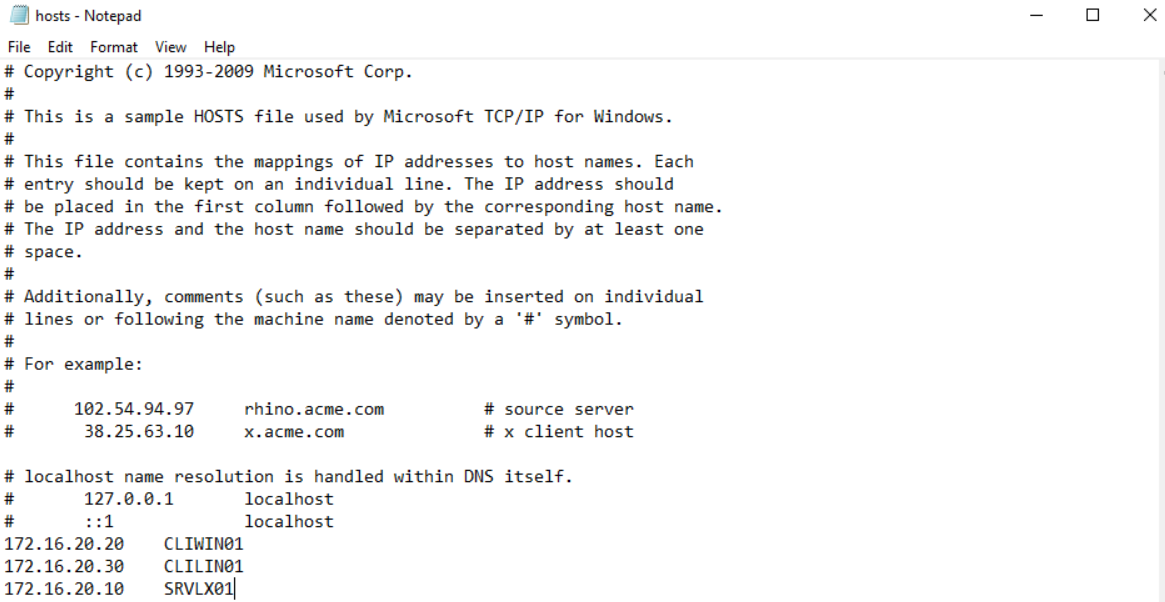 hosts - Notepad
File Edit Format View Help
# Copyright (c) 1993-2009 Microsoft Corp.
#
# This is a sample HOSTS file used by Microsoft TCP/IP for Windows.
#
# This file contains the mappings of IP addresses to host names. Each
# entry should be kept on an individual line. The IP address should
# be placed in the first column followed by the corresponding host name.
# The IP address and the host name should be separated by at least one
# space.
#
# Additionally, comments (such as these) may be inserted on individual
# lines or following the machine name denoted by a '#' symbol.
#
# For example:
#
#      102.54.94.97     rhino.acme.com          # source server
#       38.25.63.10     x.acme.com              # x client host

# localhost name resolution is handled within DNS itself.
#       127.0.0.1       localhost
#       ::1             localhost
172.16.20.20    CLIWIN01
172.16.20.30    CLILIN01
172.16.20.10    SRVLX01